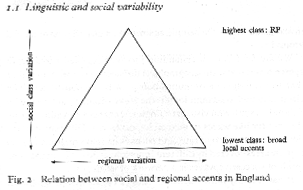 1.1 Linguistic and social variability
highest class: RP
social class variation
lowest class: broad
local accents
regional variation
Fig. 2 Relation between social and regional accents in England